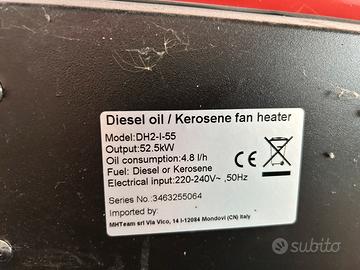 Diesel oil / Kerosene fan heater
Model:DH2-I-55
Output:52.5kW
Oil consumption:4.8 l/h
Fuel: Diesel or Kerosene
Electrical input:220-240V~ ,50Hz
CE
Series No.:3463255064
Imported by:
MHTeam srl Via Vico, 14 I-12084 Mondovì (CN) Italy
subito